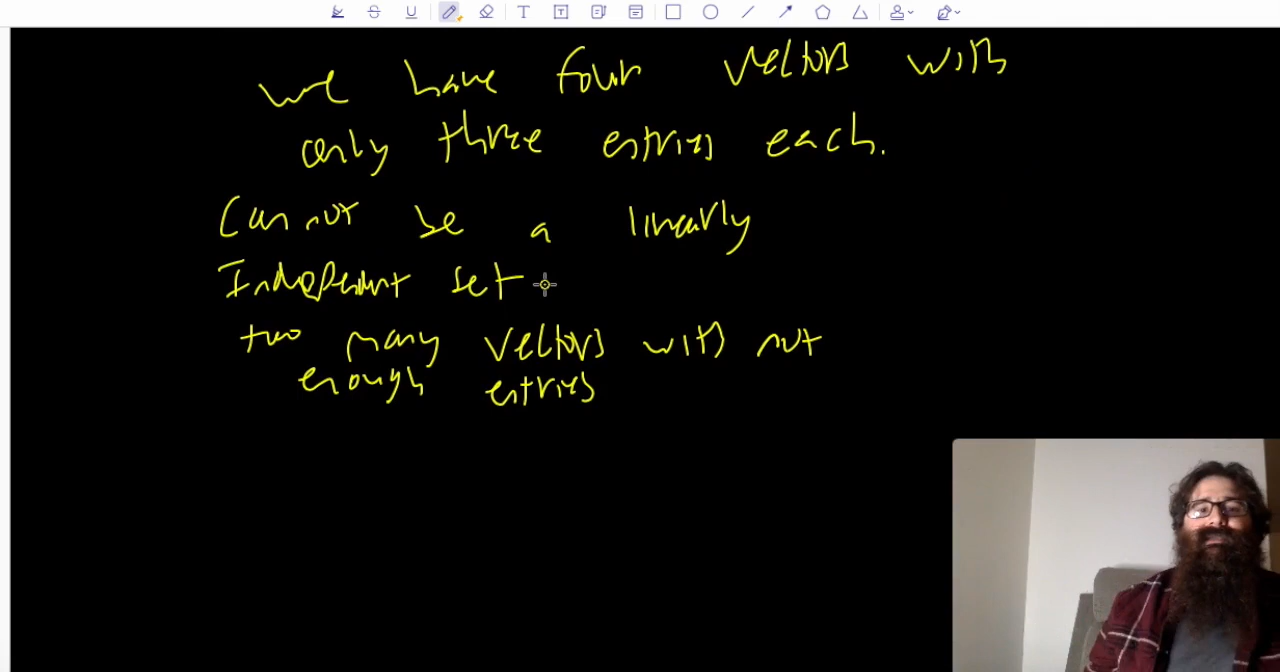 we have four vectors with
only three entries each.
Cannot be a linearly
Independent set
two many vectors with not
enough entries